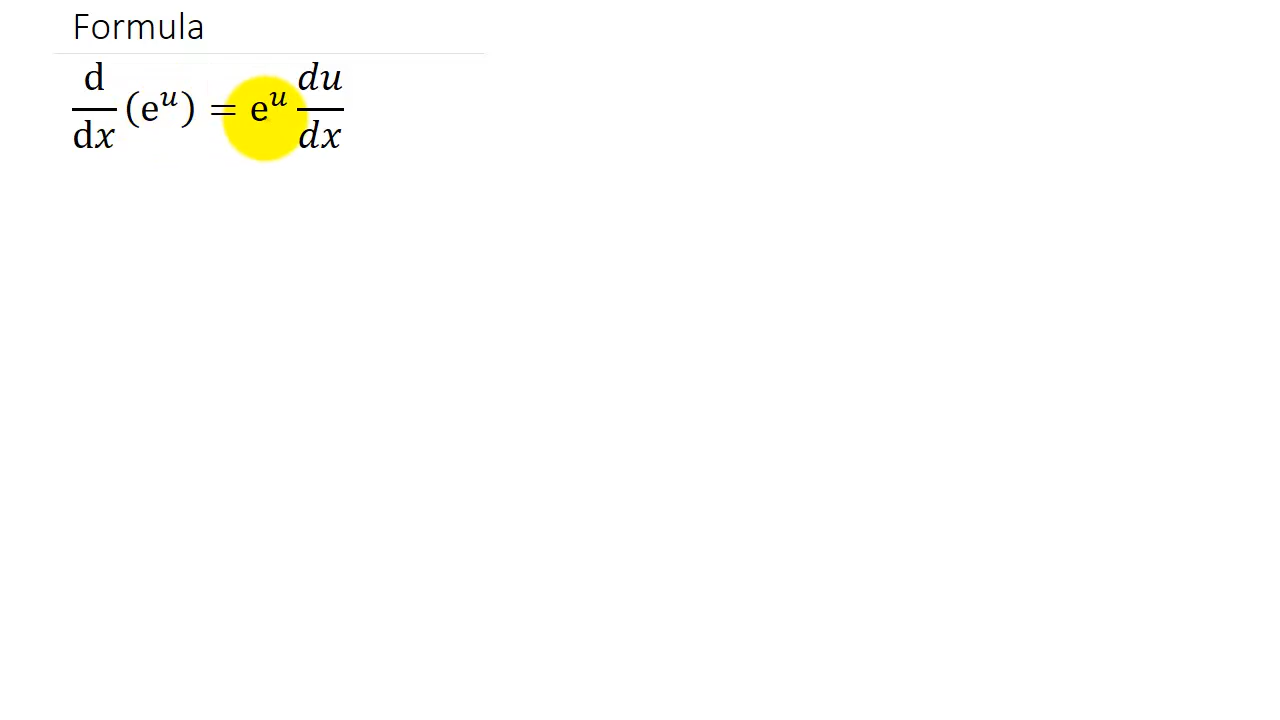 Formula
d/dx (e^u) = e^u du/dx